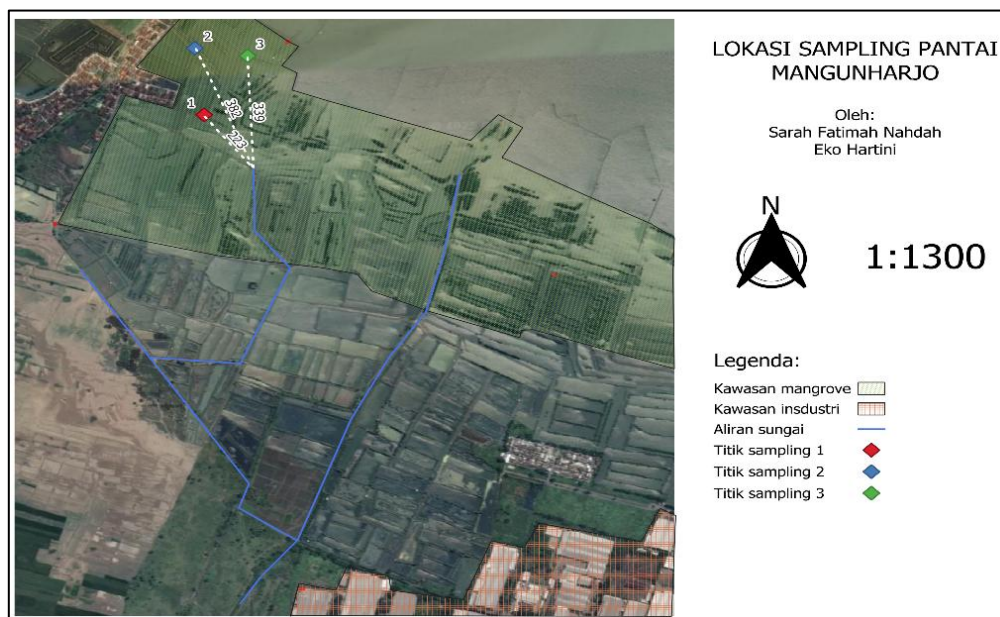 2
3
1
382
223
339
LOKASI SAMPLING PANTAI
MANGUNHARJO
Oleh:
Sarah Fatimah Nahdah
Eko Hartini
N
1:1300
Legenda:
Kawasan mangrove
Kawasan insdustri
Aliran sungai
Titik sampling 1
Titik sampling 2
Titik sampling 3